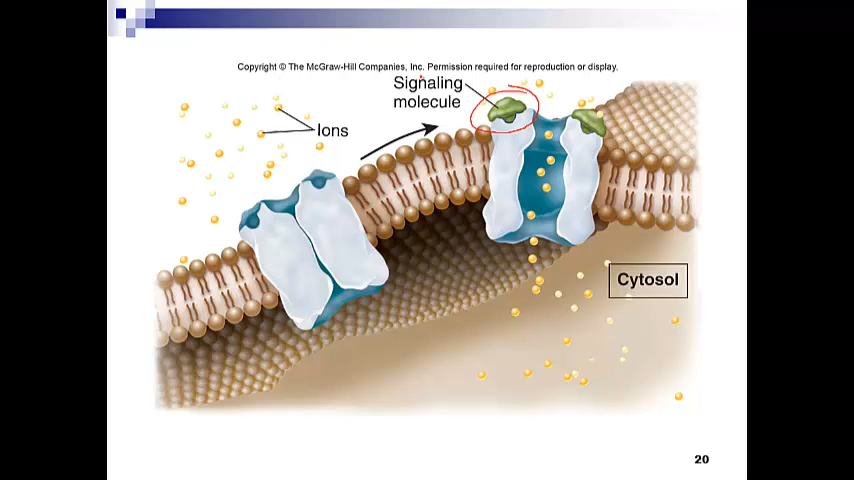 Copyright © The McGraw-Hill Companies, Inc. Permission required for reproduction or display.
Signaling
molecule
Ions
Cytosol
20